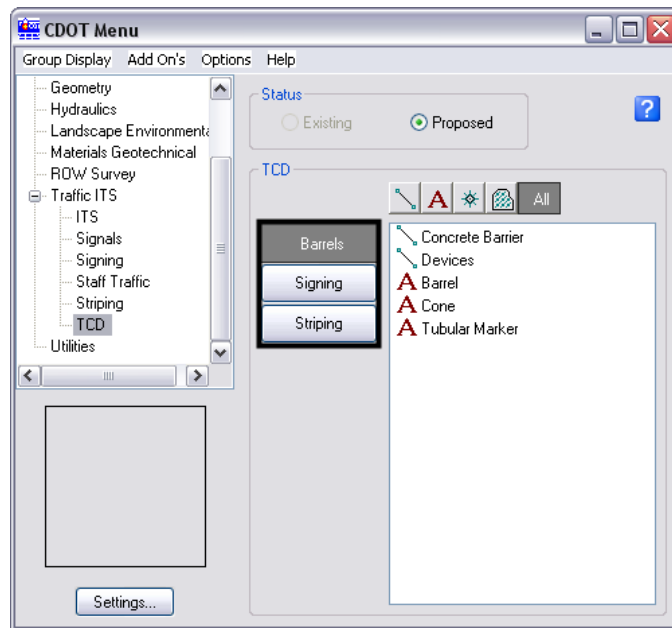 CDOT Menu
Group Display Add On's Options Help
Geometry
Hydraulics
Landscape Environmenta
Materials Geotechnical
ROW Survey
Traffic ITS
ITS
Signals
Signing
Staff Traffic
Striping
TCD
Utilities
Settings...
Status
Existing Proposed
?
TCD
A All
Barrels
Signing
Striping
Concrete Barrier
Devices
A Barrel
A Cone
A Tubular Marker